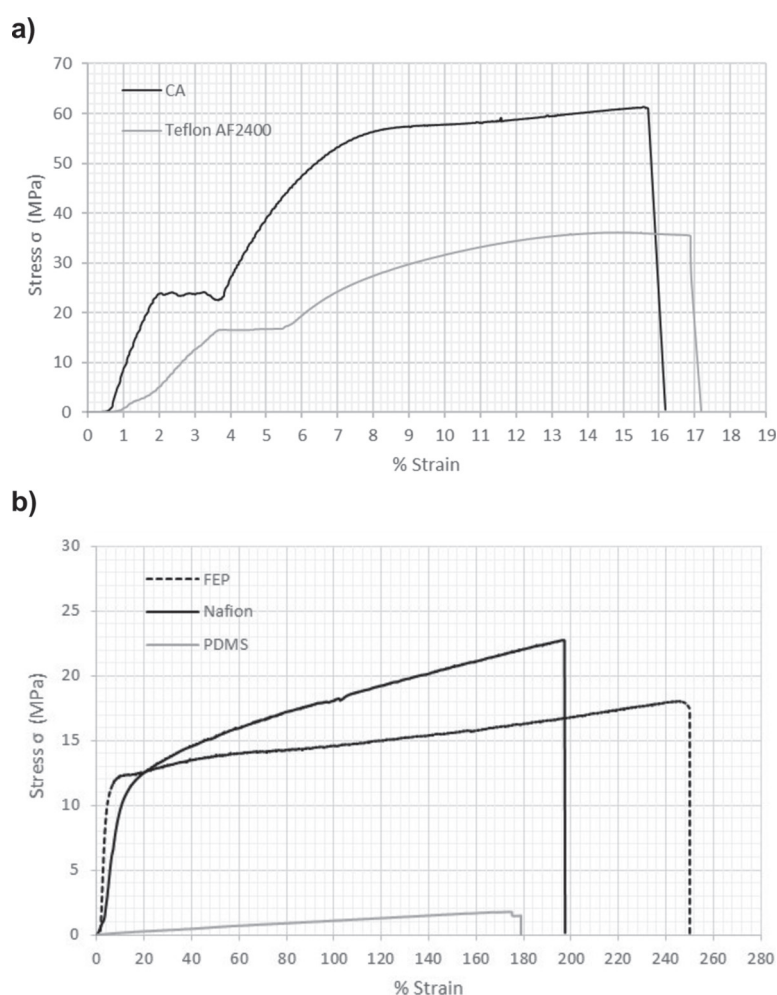 a)
70
60
50
40
30
20
10
0
Stress σ (MPa)
CA
Teflon AF2400
0 1 2 3 4 5 6 7 8 9 10 11 12 13 14 15 16 17 18 19
% Strain
b)
30
25
20
15
10
5
0
Stress σ (MPa)
FEP
Nafion
PDMS
0 20 40 60 80 100 120 140 160 180 200 220 240 260 280
% Strain